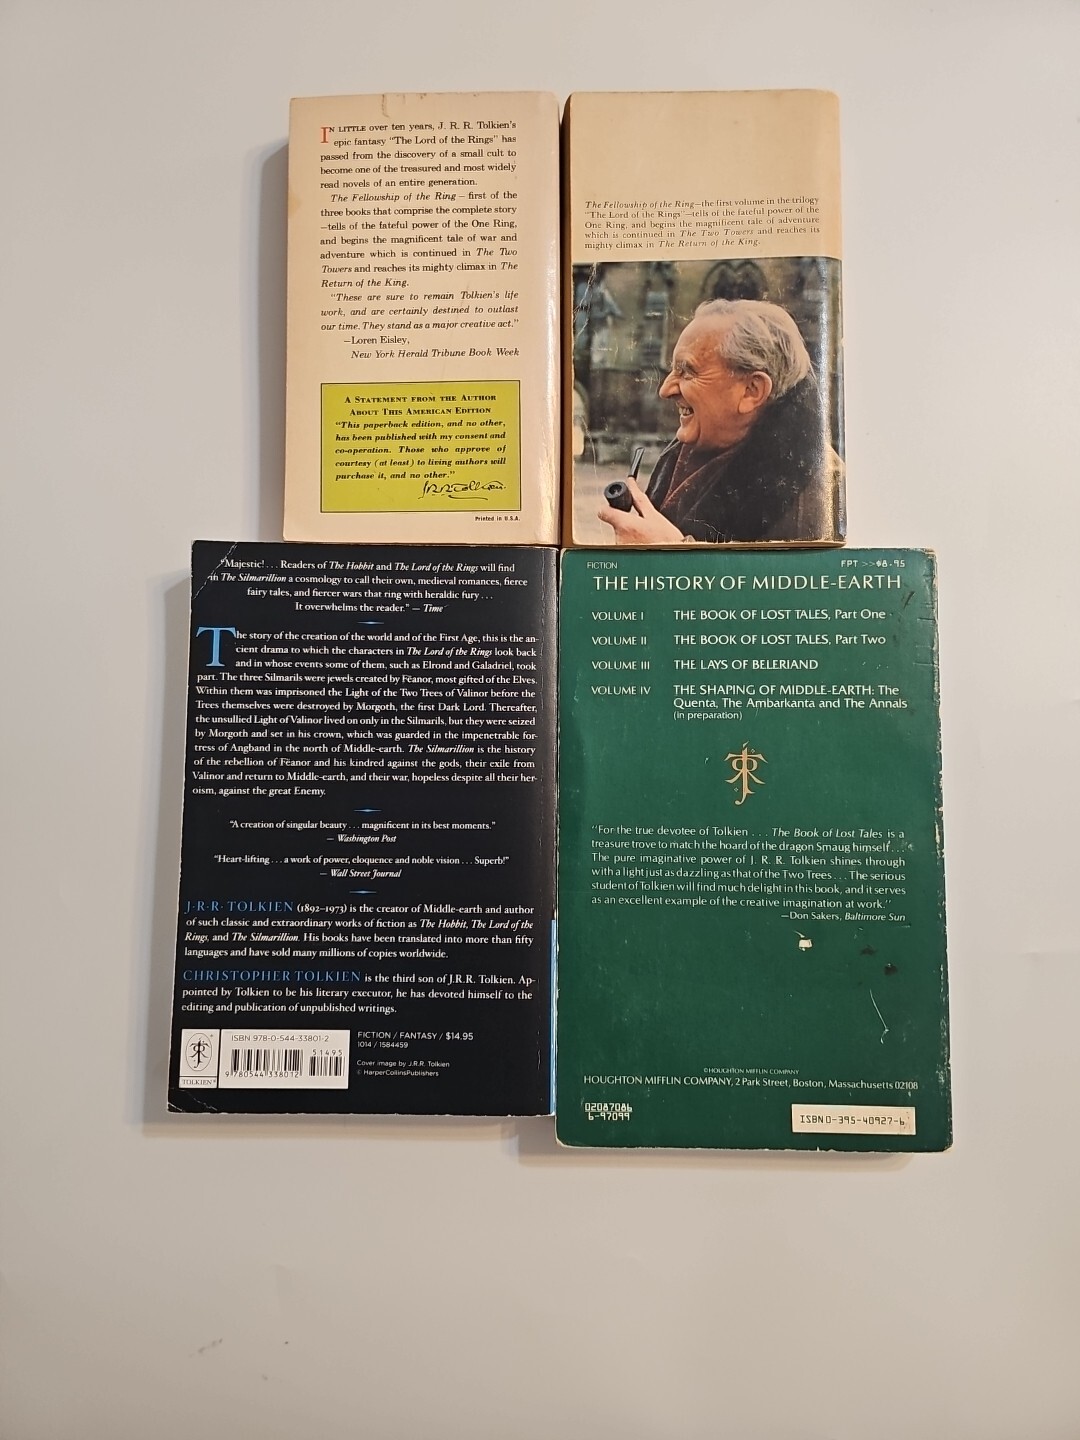 IN LITTLE over ten years, J. R. R. Tolkien's
epic fantasy "The Lord of the Rings" has
passed from the discovery of a small cult to
become one of the treasured and most widely
read novels of an entire generation.
The Fellowship of the Ring – first of the
three books that comprise the complete story
–tells of the fateful power of the One Ring,
and begins the magnificent tale of war and
adventure which is continued in The Two
Towers and reaches its mighty climax in The
Return of the King.
"These are sure to remain Tolkien's life
work, and are certainly destined to outlast
our time. They stand as a major creative act."
–Loren Eisley,
New York Herald Tribune Book Week
A STATEMENT FROM THE AUTHOR
ABOUT THIS AMERICAN EDITION
"This paperback edition, and no other,
has been published with my consent and
co-operation. Those who approve of
courtesy (at least) to living authors will
purchase it, and no other."
J.R.R. Tolkien.
Printed in U.S.A.
The Fellowship of the Ring—the first volume in the trilogy
"The Lord of the Rings"—tells of the fateful power of the
One Ring, and begins the magnificent tale of adventure
which is continued in The Two Towers and reaches its
mighty climax in The Return of the King.
"Majestic! . . . Readers of The Hobbit and The Lord of the Rings will find
in The Silmarillion a cosmology to call their own, medieval romances, fierce
fairy tales, and fiercer wars that ring with heraldic fury . . .
It overwhelms the reader." — Time
The story of the creation of the world and of the First Age, this is the an-
cient drama to which the characters in The Lord of the Rings look back
and in whose events some of them, such as Elrond and Galadriel, took
part. The three Silmarils were jewels created by Fëanor, most gifted of the Elves.
Within them was imprisoned the Light of the Two Trees of Valinor before the
Trees themselves were destroyed by Morgoth, the first Dark Lord. Thereafter,
the unsullied Light of Valinor lived on only in the Silmarils, but they were seized
by Morgoth and set in his crown, which was guarded in the impenetrable for-
tress of Angband in the north of Middle-earth. The Silmarillion is the history
of the rebellion of Fëanor and his kindred against the gods, their exile from
Valinor and return to Middle-earth, and their war, hopeless despite all their her-
oism, against the great Enemy.
"A creation of singular beauty . . . magnificent in its best moments."
— Washington Post
"Heart-lifting . . . a work of power, eloquence and noble vision . . . Superb!"
— Wall Street Journal
J·R·R· TOLKIEN (1892–1973) is the creator of Middle-earth and author
of such classic and extraordinary works of fiction as The Hobbit, The Lord of the
Rings, and The Silmarillion. His books have been translated into more than fifty
languages and have sold many millions of copies worldwide.
CHRISTOPHER TOLKIEN is the third son of J.R.R. Tolkien. Ap-
pointed by Tolkien to be his literary executor, he has devoted himself to the
editing and publication of unpublished writings.
TOLKIEN®
ISBN 978-0-544-33801-2
51495
9 780544 338012
FICTION / FANTASY / $14.95
1014 / 1584459
Cover image by J.R.R. Tolkien
© HarperCollinsPublishers
FICTION
FPT >>$8.95
THE HISTORY OF MIDDLE-EARTH
VOLUME I THE BOOK OF LOST TALES, Part One
VOLUME II THE BOOK OF LOST TALES, Part Two
VOLUME III THE LAYS OF BELERIAND
VOLUME IV THE SHAPING OF MIDDLE-EARTH: The
Quenta, The Ambarkanta and The Annals
(in preparation)
"For the true devotee of Tolkien . . . The Book of Lost Tales is a
treasure trove to match the hoard of the dragon Smaug himself. . . .
The pure imaginative power of J. R. R. Tolkien shines through
with a light just as dazzling as that of the Two Trees . . . The serious
student of Tolkien will find much delight in this book, and it serves
as an excellent example of the creative imagination at work."
—Don Sakers, Baltimore Sun
©HOUGHTON MIFFLIN COMPANY
HOUGHTON MIFFLIN COMPANY, 2 Park Street, Boston, Massachusetts 02108
02087086
6-97099
ISBN 0-395-40927-6